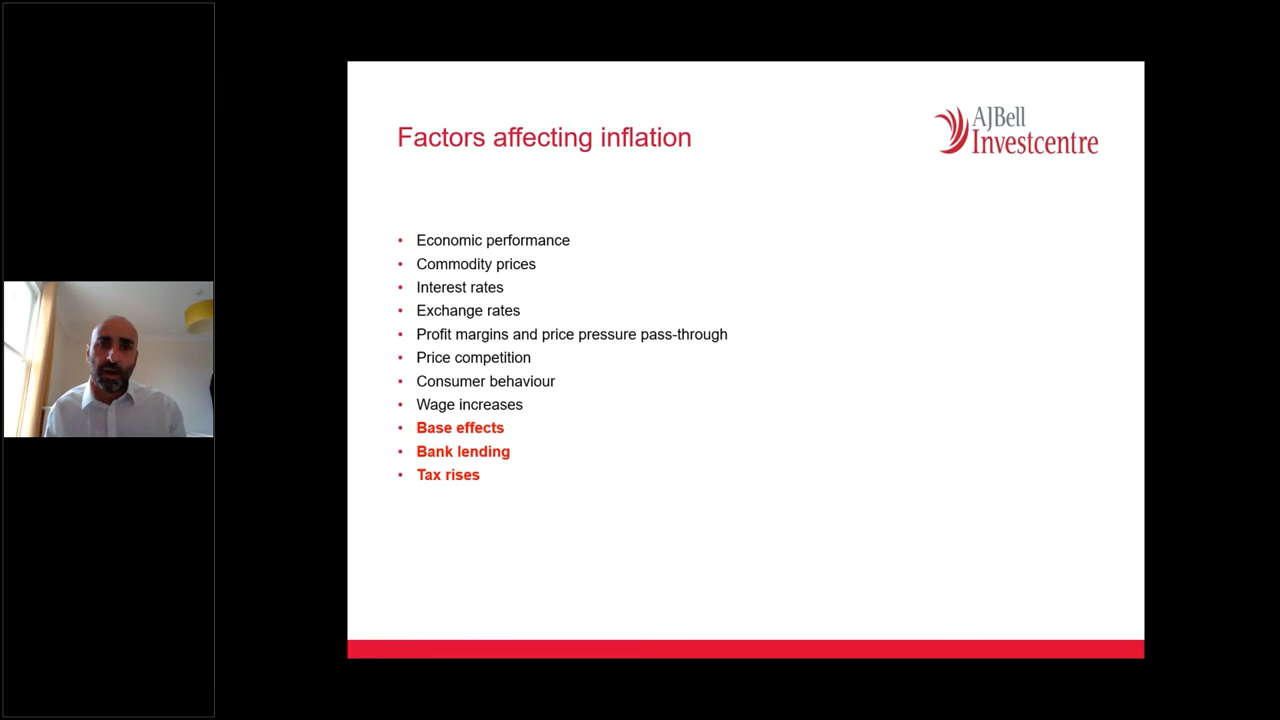 Factors affecting inflation
AJBell
Investcentre
• Economic performance
• Commodity prices
• Interest rates
• Exchange rates
• Profit margins and price pressure pass-through
• Price competition
• Consumer behaviour
• Wage increases
• Base effects
• Bank lending
• Tax rises